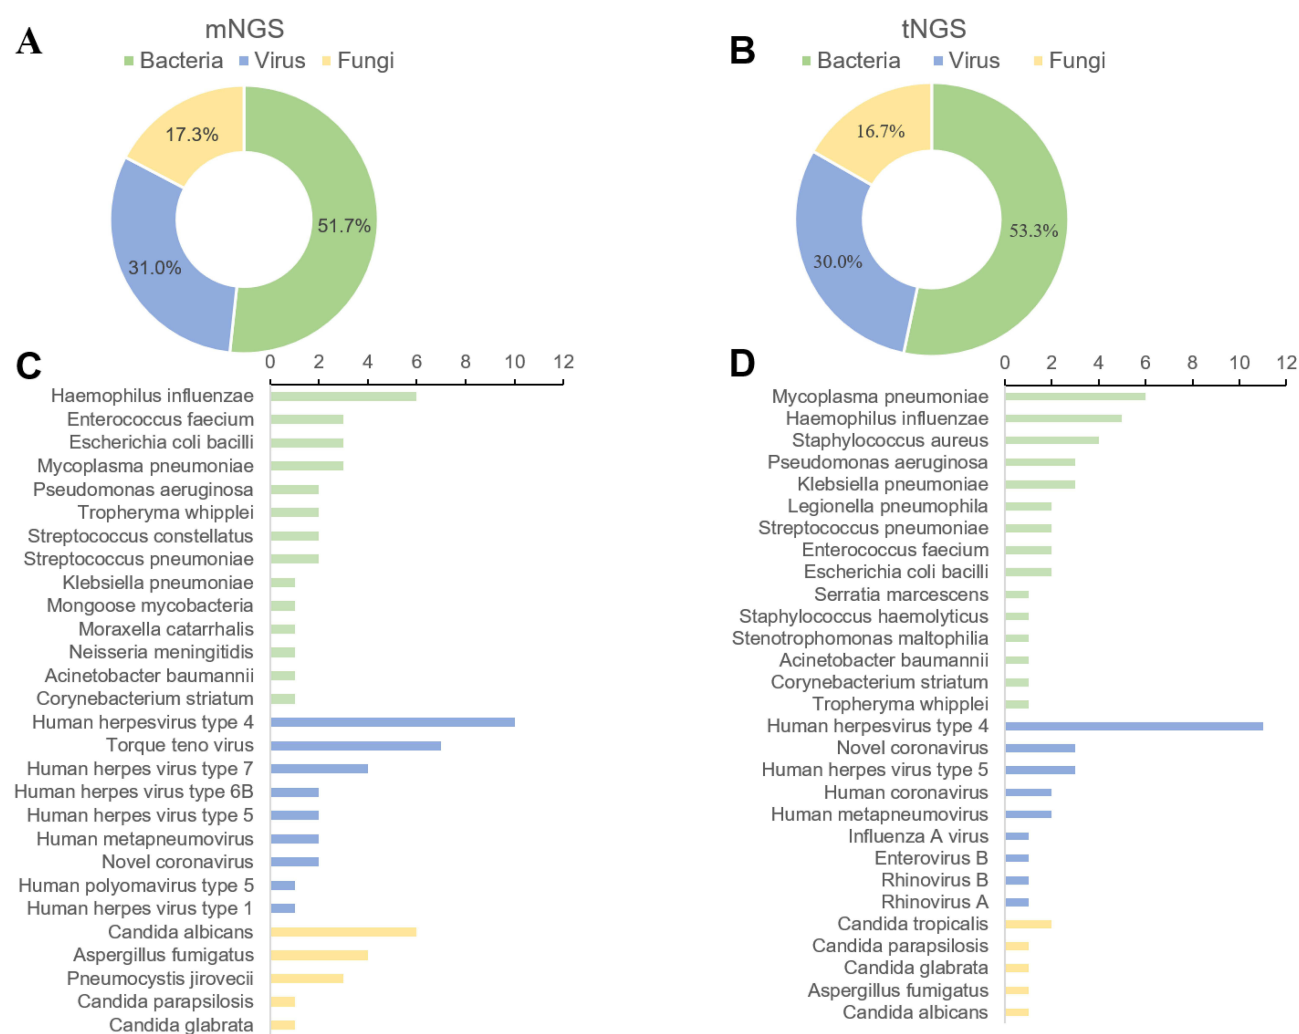 A
mNGS
Bacteria Virus Fungi
17.3%
51.7%
31.0%
B
tNGS
Bacteria Virus Fungi
16.7%
53.3%
30.0%
C
0 2 4 6 8 10 12
Haemophilus influenzae
Enterococcus faecium
Escherichia coli bacilli
Mycoplasma pneumoniae
Pseudomonas aeruginosa
Tropheryma whipplei
Streptococcus constellatus
Streptococcus pneumoniae
Klebsiella pneumoniae
Mongoose mycobacteria
Moraxella catarrhalis
Neisseria meningitidis
Acinetobacter baumannii
Corynebacterium striatum
Human herpesvirus type 4
Torque teno virus
Human herpes virus type 7
Human herpes virus type 6B
Human herpes virus type 5
Human metapneumovirus
Novel coronavirus
Human polyomavirus type 5
Human herpes virus type 1
Candida albicans
Aspergillus fumigatus
Pneumocystis jirovecii
Candida parapsilosis
Candida glabrata
D
0 2 4 6 8 10 12
Mycoplasma pneumoniae
Haemophilus influenzae
Staphylococcus aureus
Pseudomonas aeruginosa
Klebsiella pneumoniae
Legionella pneumophila
Streptococcus pneumoniae
Enterococcus faecium
Escherichia coli bacilli
Serratia marcescens
Staphylococcus haemolyticus
Stenotrophomonas maltophilia
Acinetobacter baumannii
Corynebacterium striatum
Tropheryma whipplei
Human herpesvirus type 4
Novel coronavirus
Human herpes virus type 5
Human coronavirus
Human metapneumovirus
Influenza A virus
Enterovirus B
Rhinovirus B
Rhinovirus A
Candida tropicalis
Candida parapsilosis
Candida glabrata
Aspergillus fumigatus
Candida albicans